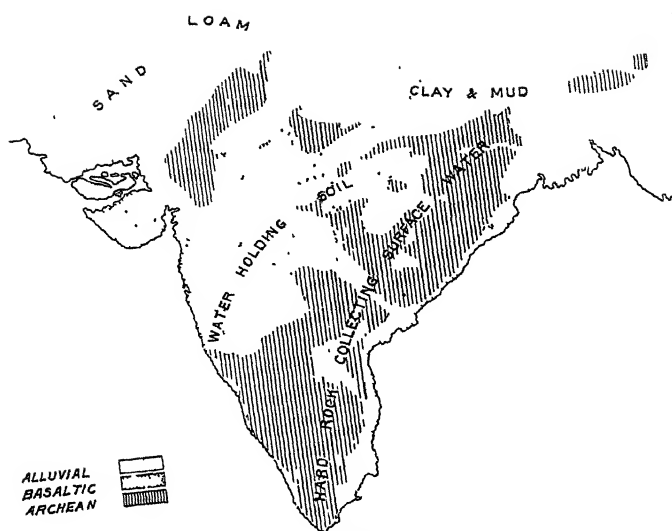 LOAM
SAND
CLAY & MUD
WATER HOLDING SOIL
HARD ROCK COLLECTING SURFACE WATER
ALLUVIAL
BASALTIC
ARCHEAN